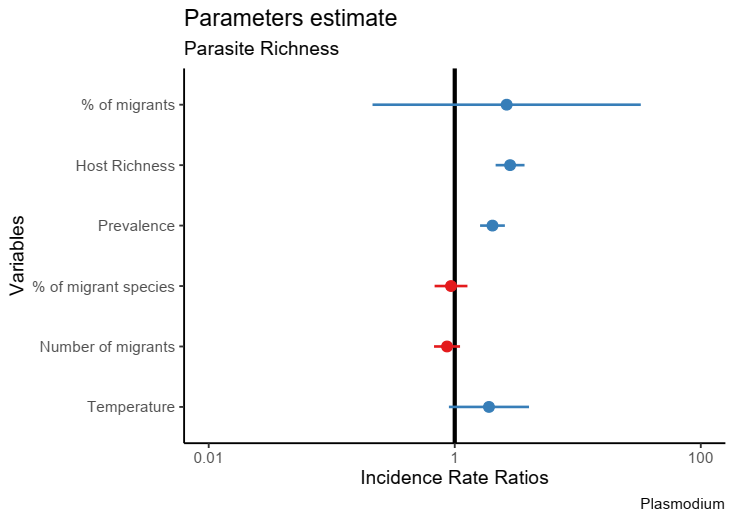 Parameters estimate
Parasite Richness
% of migrants
Host Richness
Prevalence
% of migrant species
Number of migrants
Temperature
Variables
0.01
1
100
Incidence Rate Ratios
Plasmodium